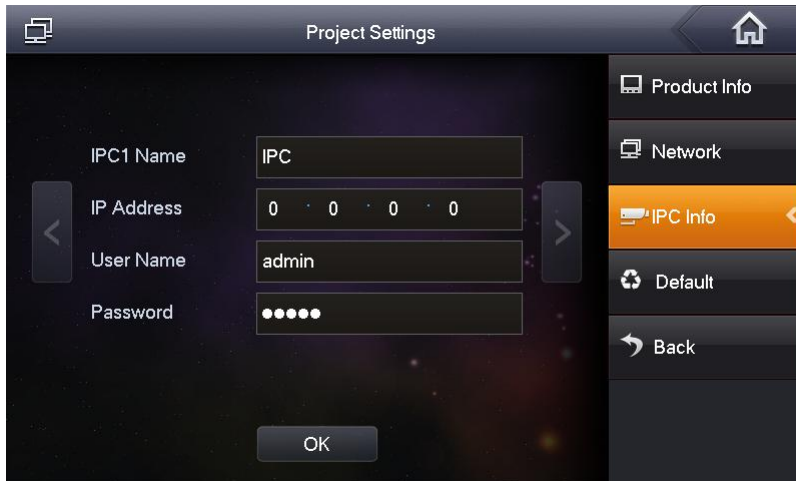 Project Settings
IPC1 Name
IPC
IP Address
0 · 0 · 0 · 0
User Name
admin
Password
●●●●●
OK
Product Info
Network
IPC Info
Default
Back